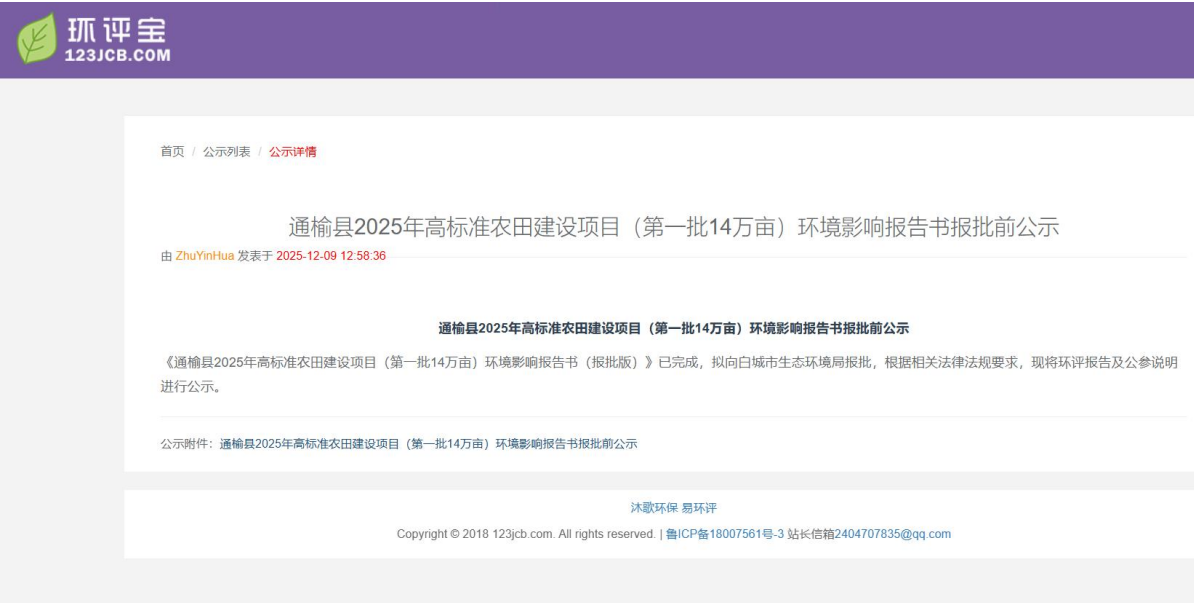 环评宝
123JCB.COM
首页 / 公示列表 / 公示详情
通榆县2025年高标准农田建设项目（第一批14万亩）环境影响报告书报批前公示
由 ZhuYinHua 发表于 2025-12-09 12:58:36
通榆县2025年高标准农田建设项目（第一批14万亩）环境影响报告书报批前公示
《通榆县2025年高标准农田建设项目（第一批14万亩）环境影响报告书（报批版）》已完成，拟向白城市生态环境局报批，根据相关法律法规要求，现将环评报告及公参说明
进行公示。
公示附件：通榆县2025年高标准农田建设项目（第一批14万亩）环境影响报告书报批前公示
沐歌环保 易环评
Copyright © 2018 123jcb.com. All rights reserved. | 鲁ICP备18007561号-3 站长信箱2404707835@qq.com